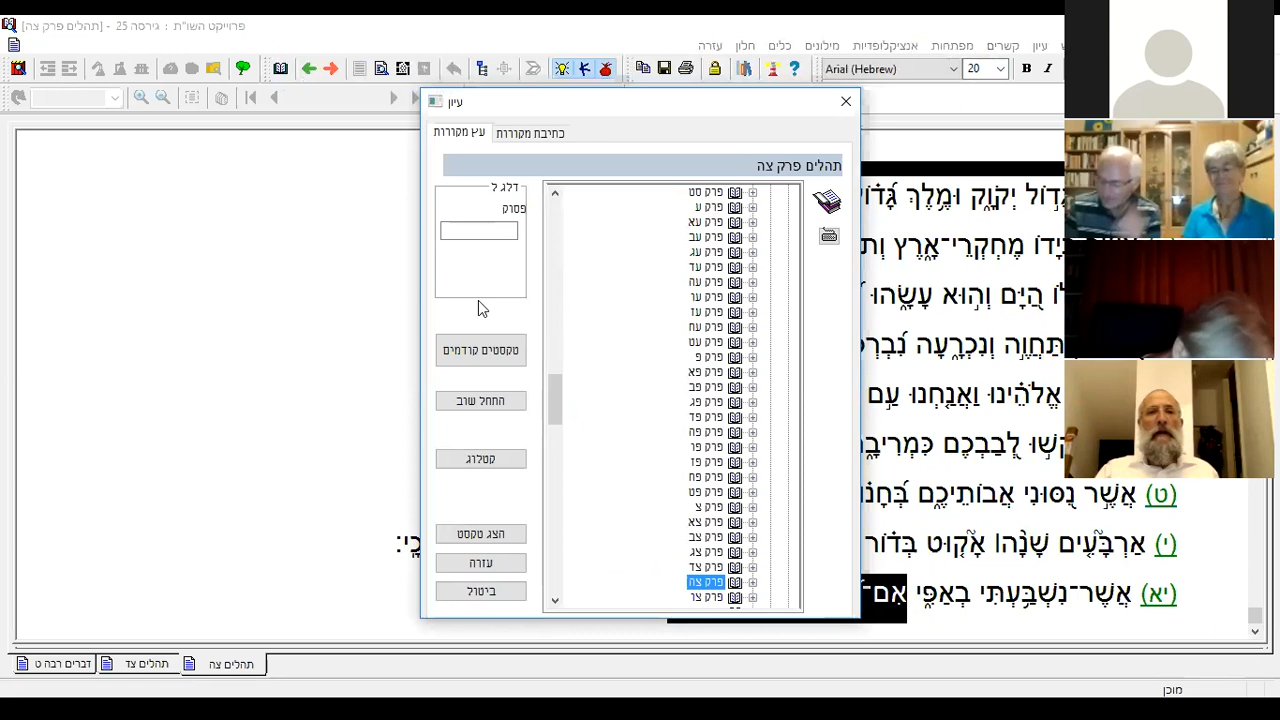 פרוייקט השו"ת : גירסה 25 - [תהלים פרק צה]
עיון קשרים מפתחות אנציקלופדיות מילונים כלים חלון עזרה
Arial (Hebrew) 20 B I
עיון
עץ מקורות
כתיבת מקורות
תהלים פרק צה
דלג ל
פסוק
טקסטים קודמים
התחל שוב
קטלוג
הצג טקסט
עזרה
ביטול
פרק סט
פרק ע
פרק עא
פרק עב
פרק עג
פרק עד
פרק עה
פרק עו
פרק עז
פרק עח
פרק עט
פרק פ
פרק פא
פרק פב
פרק פג
פרק פד
פרק פה
פרק פו
פרק פז
פרק פח
פרק פט
פרק צ
פרק צא
פרק צב
פרק צג
פרק צד
פרק צה
פרק צו
יְקֹוָ֑ק וּמֶ֥לֶךְ
מֶחְקְרֵי־אָ֑רֶץ
הַ֭יָּם וְה֣וּא עָשָׂ֑הוּ
וְנִכְרָ֑עָה
אֱלֹהֵ֗ינוּ וַאֲנַ֤חְנוּ עַ֣ם
לְ֭בַבְכֶם כִּמְרִיבָ֑ה
(ט) אֲשֶׁ֣ר נִ֭סּוּנִי אֲבוֹתֵיכֶ֑ם
(י) אַרְבָּ֘עִ֤ים שָׁנָ֨ה׀ אָ֘ק֤וּט בְּד֗וֹר
(יא) אֲשֶׁר־נִשְׁבַּ֥עְתִּי בְאַפִּ֑י אִם־
תהלים צה
תהלים צד
דברים רבה ט
מוכן